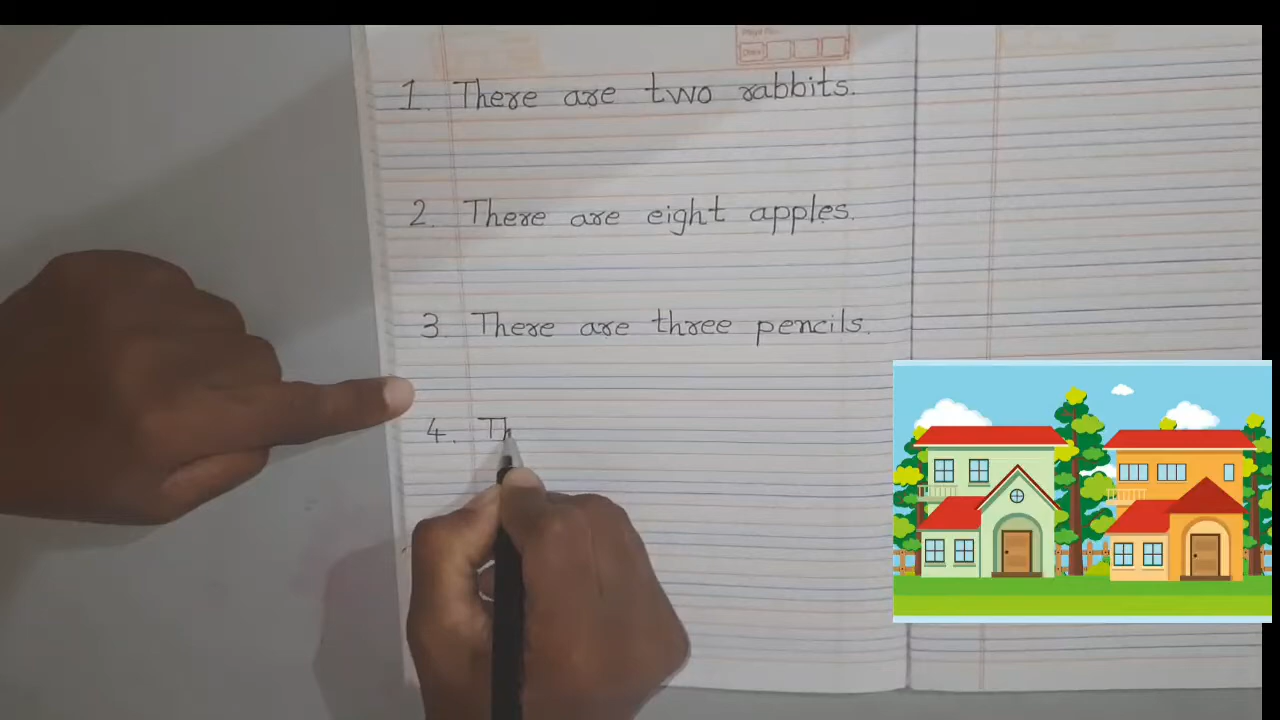 1. There are two rabbits.
2. There are eight apples.
3. There are three pencils.
4. Th